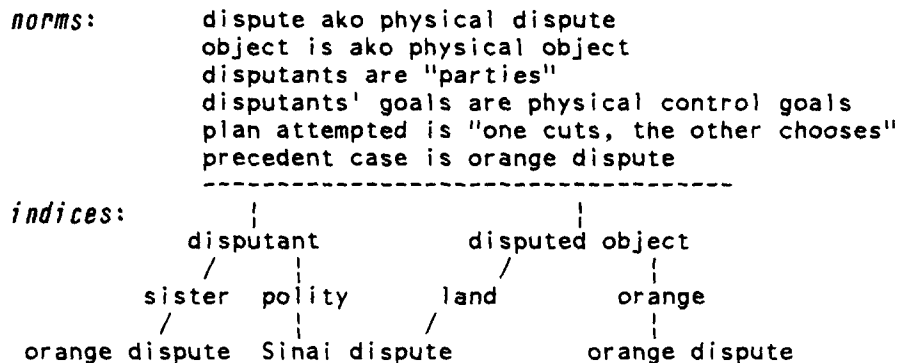 norms: dispute ako physical dispute
object is ako physical object
disputants are "parties"
disputants' goals are physical control goals
plan attempted is "one cuts, the other chooses"
precedent case is orange dispute
indices:
disputant disputed object
sister polity land orange
orange dispute Sinai dispute orange dispute